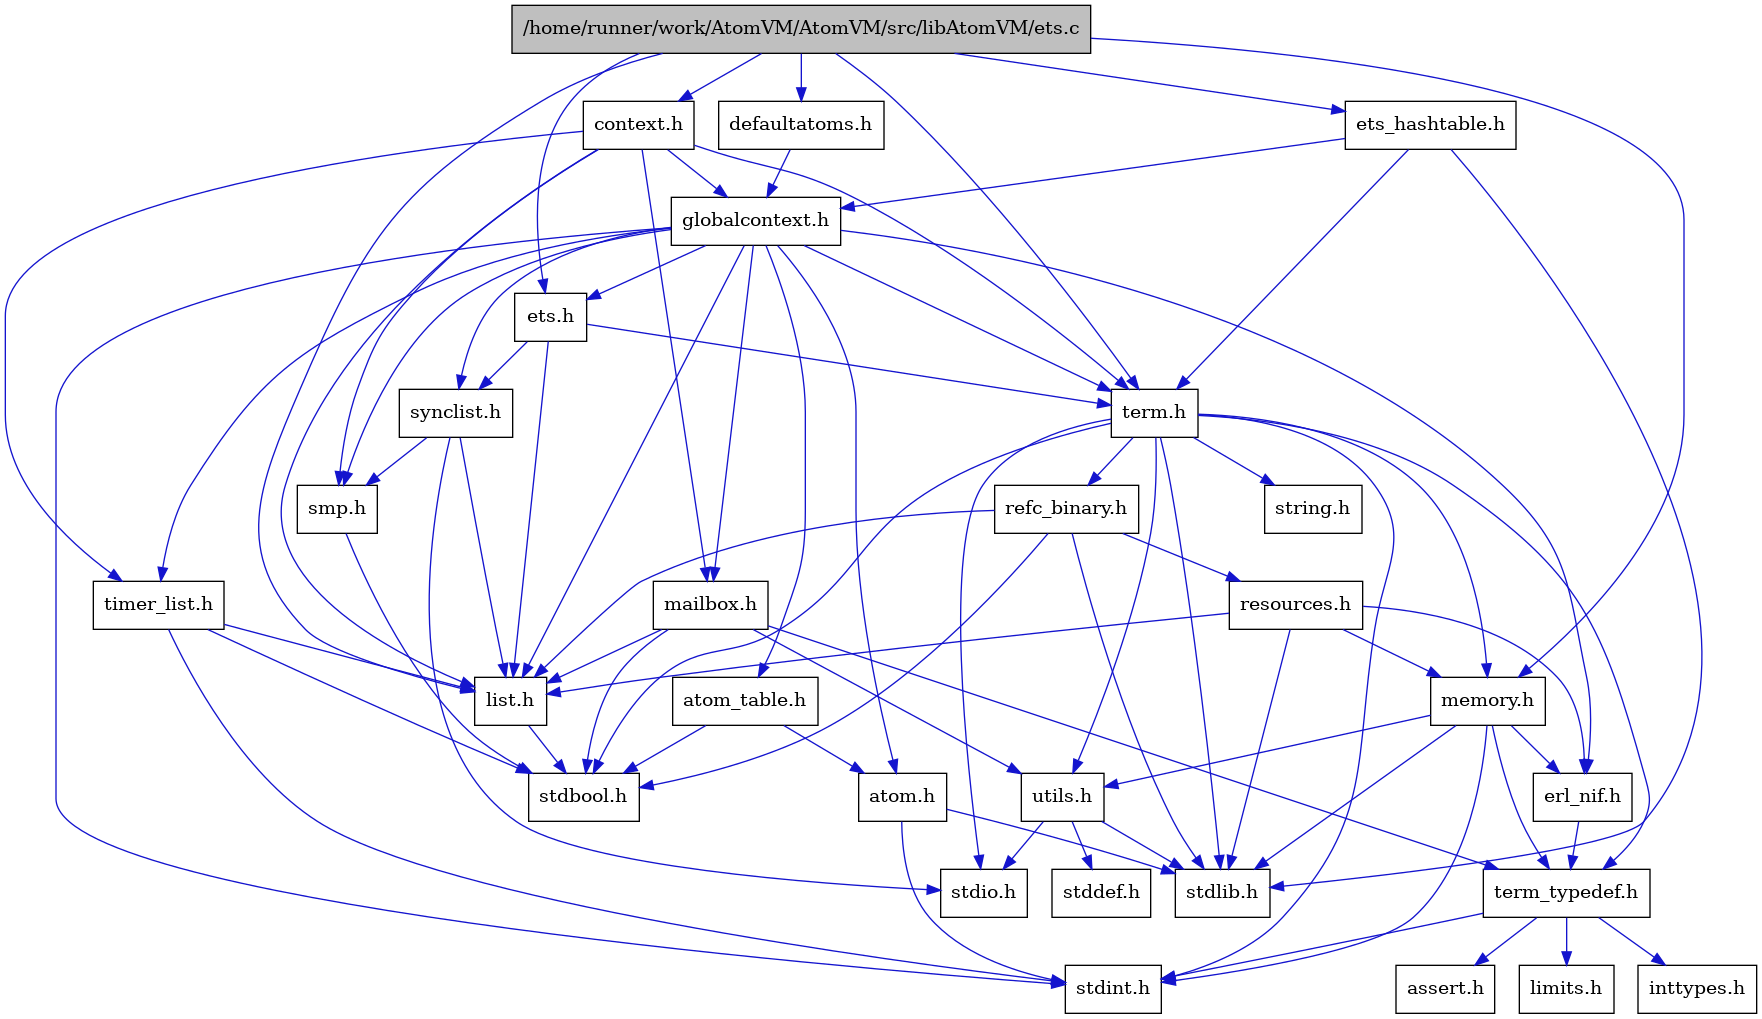 /home/runner/work/AtomVM/AtomVM/src/libAtomVM/ets.c
context.h
defaultatoms.h
ets_hashtable.h
globalcontext.h
ets.h
synclist.h
term.h
smp.h
refc_binary.h
string.h
timer_list.h
mailbox.h
resources.h
list.h
atom_table.h
memory.h
stdbool.h
atom.h
utils.h
erl_nif.h
stdio.h
stddef.h
stdlib.h
term_typedef.h
stdint.h
assert.h
limits.h
inttypes.h